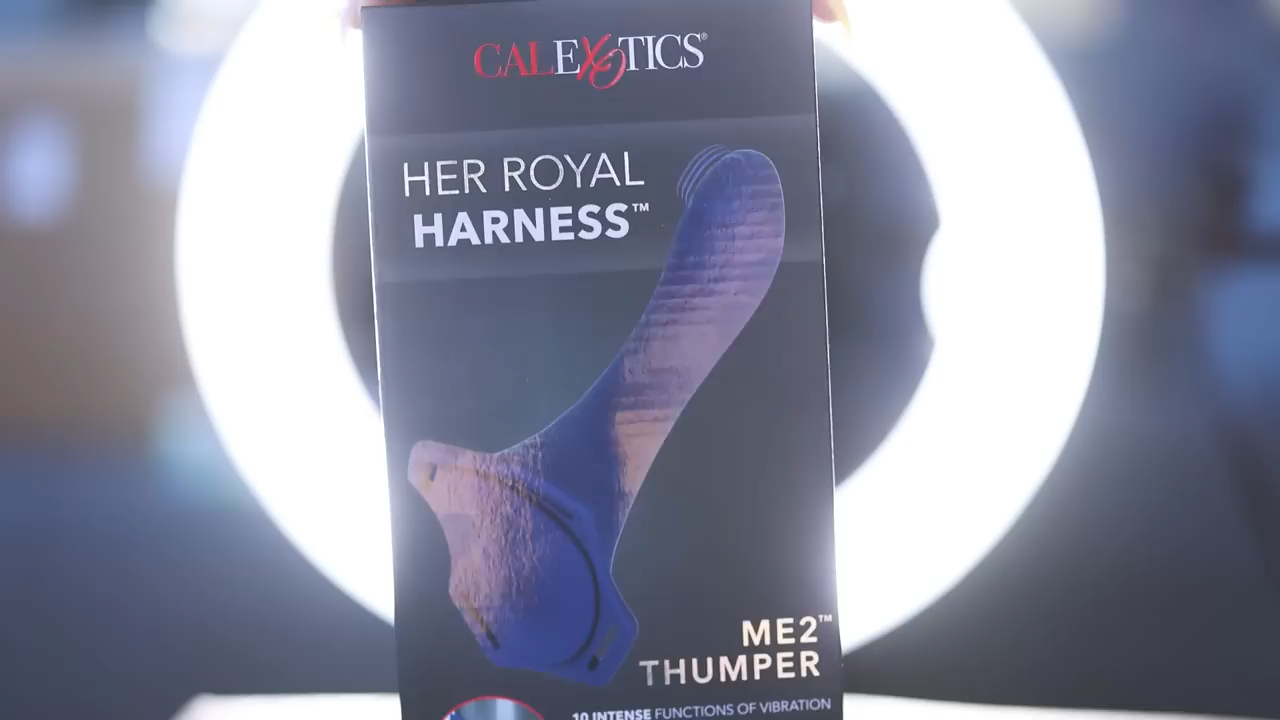 CALEXOTICS®
HER ROYAL
HARNESS™
ME2™
THUMPER
10 INTENSE FUNCTIONS OF VIBRATION